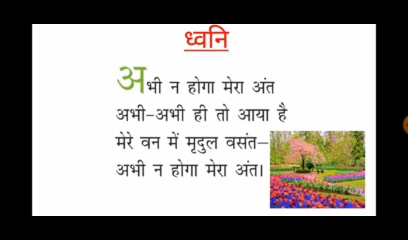 ध्वनि
अभी न होगा मेरा अंत
अभी-अभी ही तो आया है
मेरे वन में मृदुल वसंत–
अभी न होगा मेरा अंत।